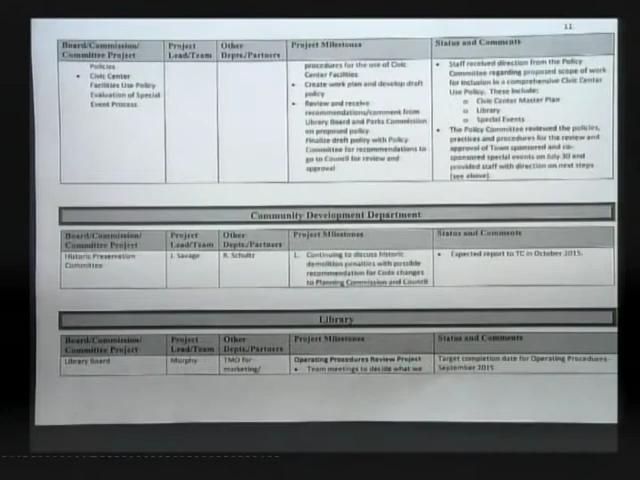 11
Board/Commission/
Committee Project
Project
Lead/Team
Other
Depts./Partners
Project Milestones
Status and Comments
Policies
• Civic Center
Facilities Use Policy
Evaluation of Special
Event Process
procedures for the use of Civic
Center Facilities
• Create work plan and develop draft
policy
• Review and receive
recommendations/comment from
Library Board and Parks Commission
on proposed policy
Finalize draft policy with Policy
Committee for recommendations to
go to Council for review and
approval
• Staff received direction from the Policy
Committee regarding proposed scope of work
for inclusion in a comprehensive Civic Center
Use Policy. These include:
o Civic Center Master Plan
o Library
o Special Events
• The Policy Committee reviewed the policies,
practices and procedures for the review and
approval of Town sponsored and co-
sponsored special events on July 30 and
provided staff with direction on next steps
(see above).
Community Development Department
Board/Commission/
Committee Project
Project
Lead/Team
Other
Depts./Partners
Project Milestones
Status and Comments
Historic Preservation
Committee
J. Savage
R. Schultz
1. Continuing to discuss historic
demolition penalties with possible
recommendation for Code changes
to Planning Commission and Council
• Expected report to TC in October 2015.
Library
Board/Commission/
Committee Project
Project
Lead/Team
Other
Depts./Partners
Project Milestones
Status and Comments
Library Board
Murphy
TMO for
marketing/
Operating Procedures Review Project
• Team meetings to decide what we
Target completion date for Operating Procedures -
September 2015